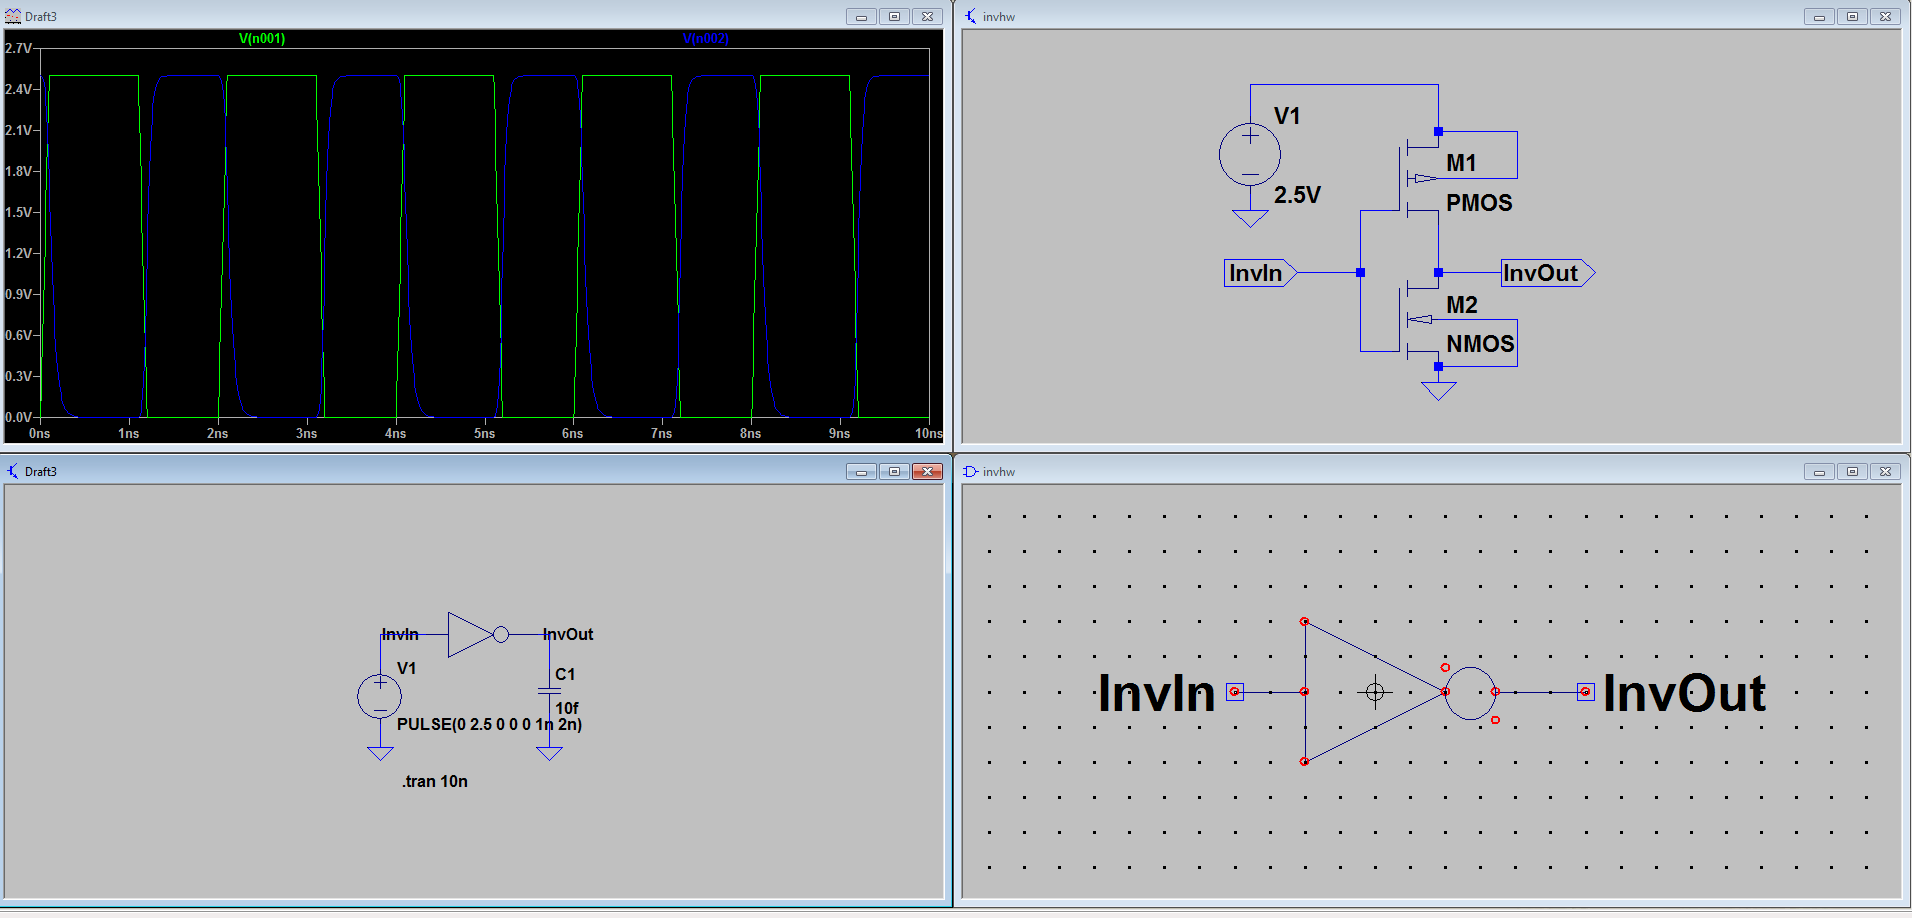 Draft3
V(n001) V(n002)
2.7V
2.4V
2.1V
1.8V
1.5V
1.2V
0.9V
0.6V
0.3V
0.0V
0ns 1ns 2ns 3ns 4ns 5ns 6ns 7ns 8ns 9ns 10ns
invhw
V1
2.5V
M1
PMOS
InvIn
InvOut
M2
NMOS
Draft3
InvIn
InvOut
V1
C1
10f
PULSE(0 2.5 0 0 0 1n 2n)
.tran 10n
invhw
InvIn
InvOut